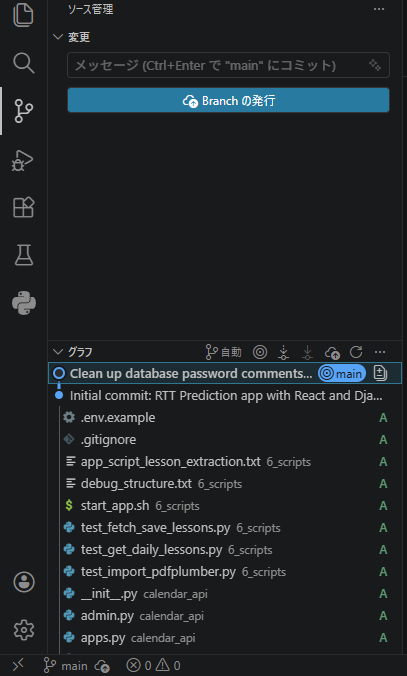 ソース管理 ...
変更
メッセージ (Ctrl+Enter で "main" にコミット)
Branch の発行
グラフ 自動 ...
Clean up database password comments... main
Initial commit: RTT Prediction app with React and Dja...
.env.example A
.gitignore A
app_script_lesson_extraction.txt 6_scripts A
debug_structure.txt 6_scripts A
$ start_app.sh 6_scripts A
test_fetch_save_lessons.py 6_scripts A
test_get_daily_lessons.py 6_scripts A
test_import_pdfplumber.py 6_scripts A
__init__.py calendar_api A
admin.py calendar_api A
apps.py calendar_api A
main 0 0